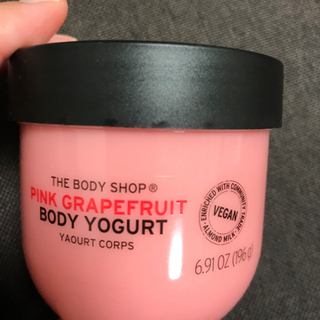 THE BODY SHOP®
PINK GRAPEFRUIT
BODY YOGURT
YAOURT CORPS
ENRICHED WITH COMMUNITY TRADE
VEGAN
ALMOND MILK
6.91 OZ (196 g)